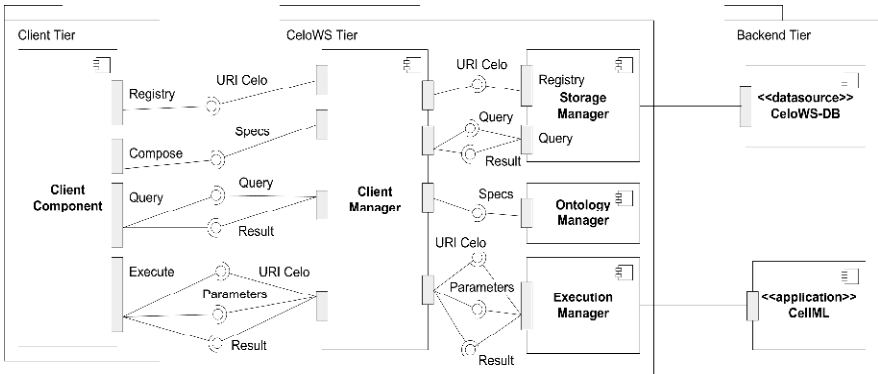 Client Tier
CeloWS Tier
Backend Tier
Registry
URI Celo
URI Celo
Registry
Storage
Manager
<<datasource>>
CeloWS-DB
Compose
Specs
Query
Query
Result
Client
Component
Query
Query
Result
Client
Manager
Specs
Ontology
Manager
Execute
URI Celo
Parameters
Result
URI Celo
Parameters
Result
Execution
Manager
<<application>>
CellML